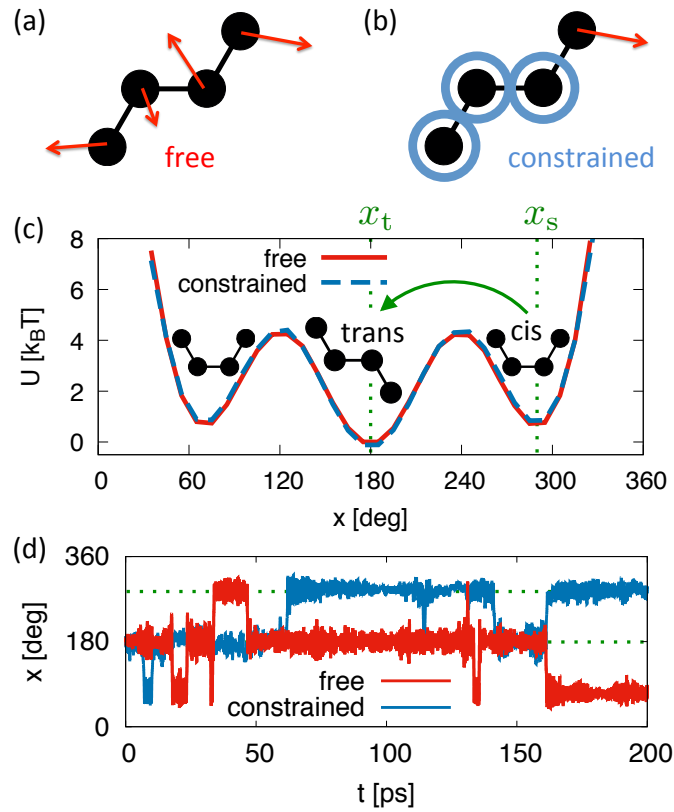 (a)
(b)
free
constrained
(c)
x_t
x_s
8
6
4
2
0
U [k_BT]
free
constrained
trans
cis
0
60
120
180
240
300
360
x [deg]
(d)
360
180
0
x [deg]
free
constrained
0
50
100
150
200
t [ps]